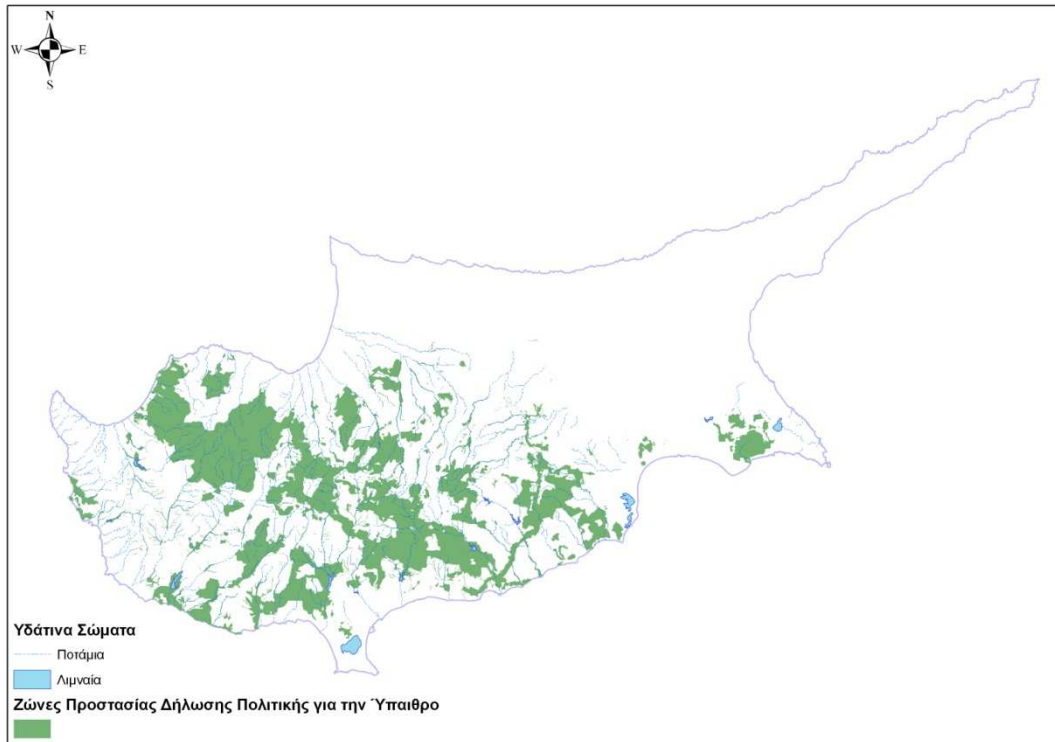 N
W E
S
Υδάτινα Σώματα
Ποτάμια
Λιμναία
Ζώνες Προστασίας Δήλωσης Πολιτικής για την Ύπαιθρο